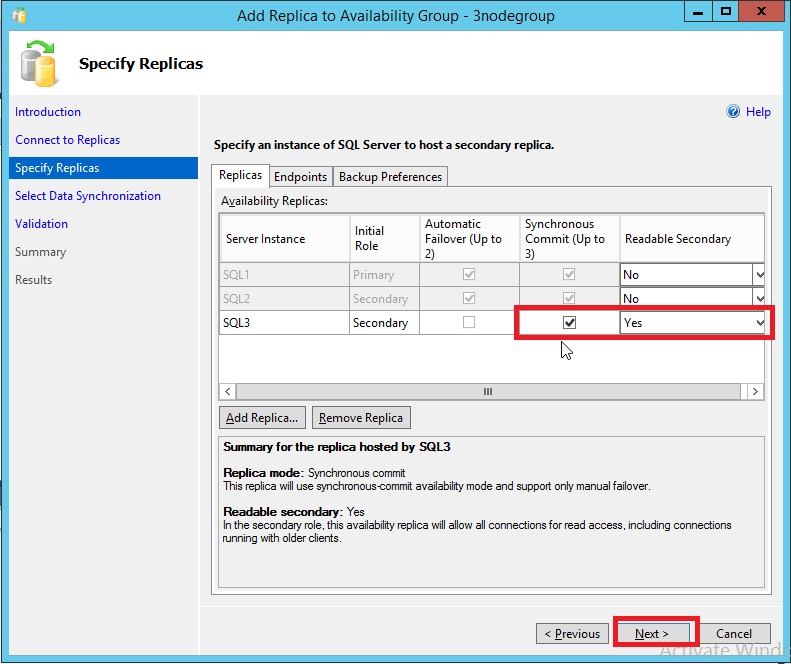 Add Replica to Availability Group - 3nodegroup
Specify Replicas
Introduction
Connect to Replicas
Specify Replicas
Select Data Synchronization
Validation
Summary
Results
Help
Specify an instance of SQL Server to host a secondary replica.
Replicas Endpoints Backup Preferences
Availability Replicas:
Server Instance
Initial
Role
Automatic
Failover (Up to
2)
Synchronous
Commit (Up to
3)
Readable Secondary
SQL1 Primary No
SQL2 Secondary No
SQL3 Secondary Yes
Add Replica... Remove Replica
Summary for the replica hosted by SQL3
Replica mode: Synchronous commit
This replica will use synchronous-commit availability mode and support only manual failover.
Readable secondary: Yes
In the secondary role, this availability replica will allow all connections for read access, including connections
running with older clients.
< Previous Next > Cancel
Activate Wind